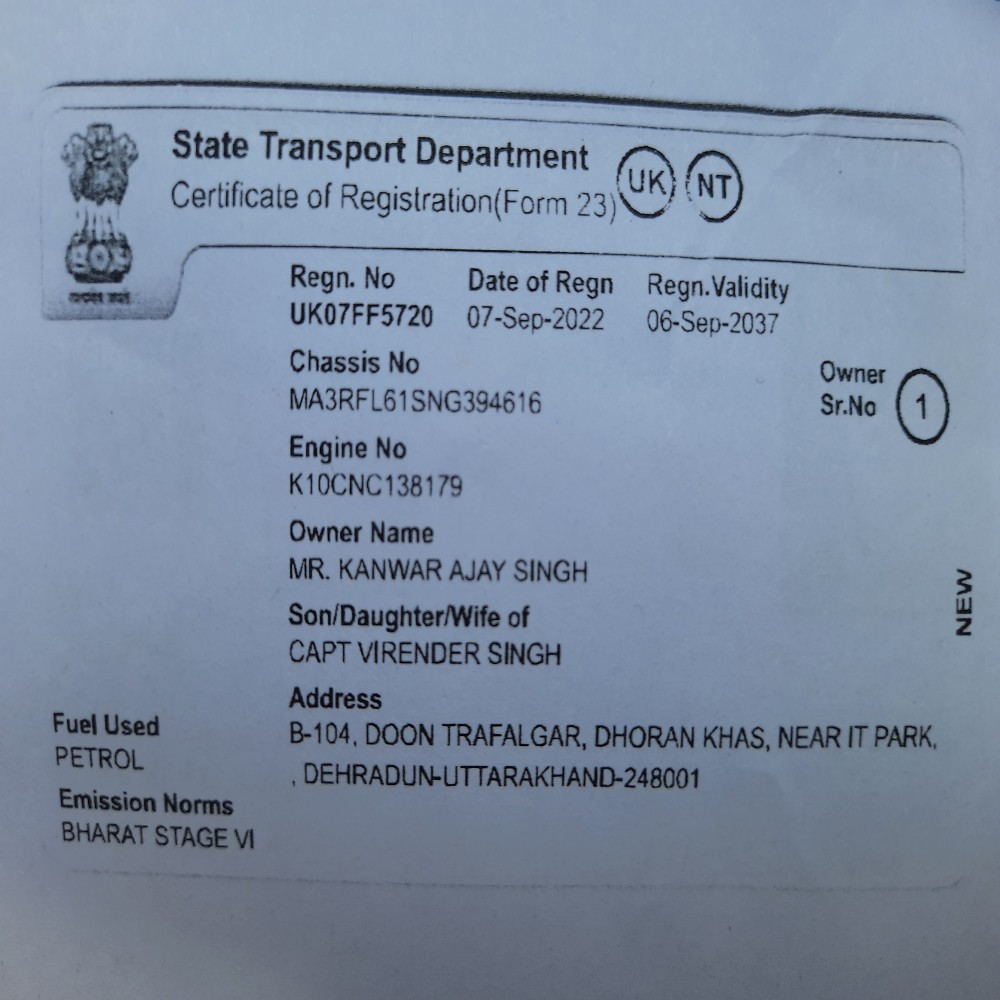 State Transport Department
Certificate of Registration(Form 23)
UK NT
Regn. No Date of Regn Regn.Validity
UK07FF5720 07-Sep-2022 06-Sep-2037
Chassis No
MA3RFL61SNG394616
Owner
Sr.No 1
Engine No
K10CNC138179
Owner Name
MR. KANWAR AJAY SINGH
NEW
Son/Daughter/Wife of
CAPT VIRENDER SINGH
Address
B-104, DOON TRAFALGAR, DHORAN KHAS, NEAR IT PARK,
, DEHRADUN-UTTARAKHAND-248001
Fuel Used
PETROL
Emission Norms
BHARAT STAGE VI